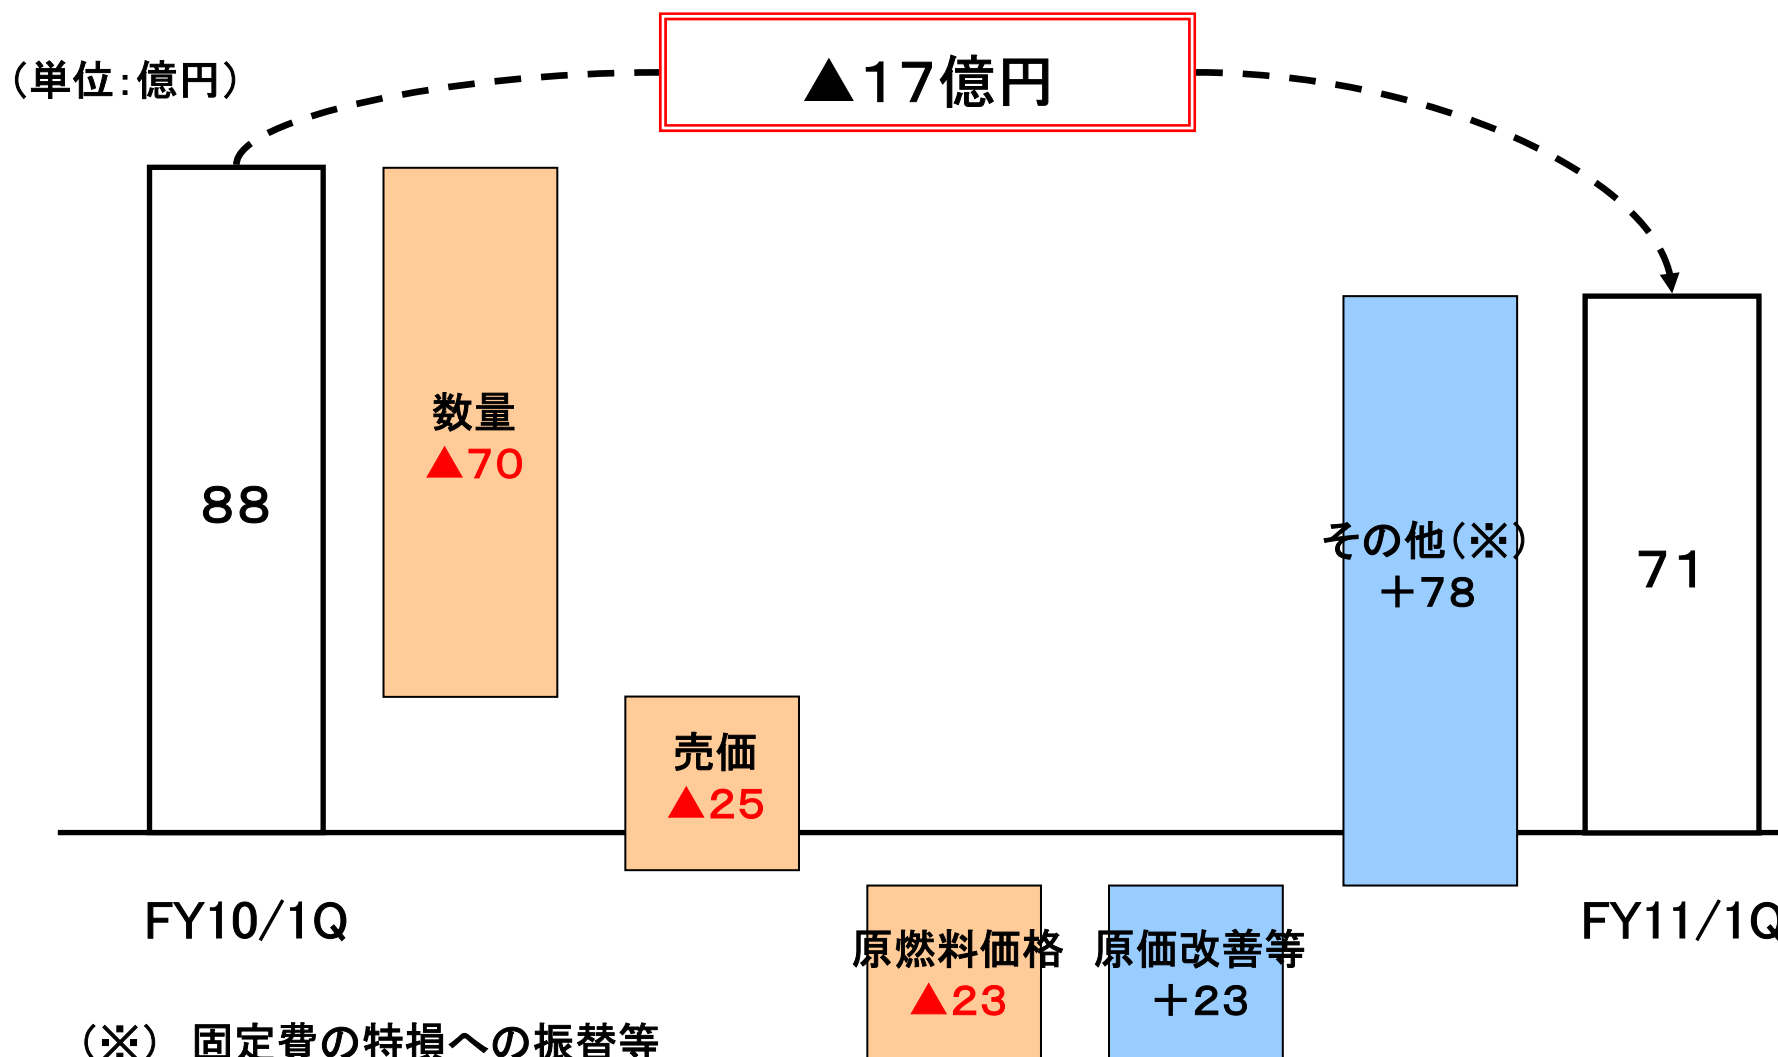 （単位：億円）
▲17億円
数量
▲70
88
その他（※）
＋78
71
売価
▲25
FY10/1Q
FY11/1Q
原燃料価格
▲23
原価改善等
＋23
（※） 固定費の特損への振替等